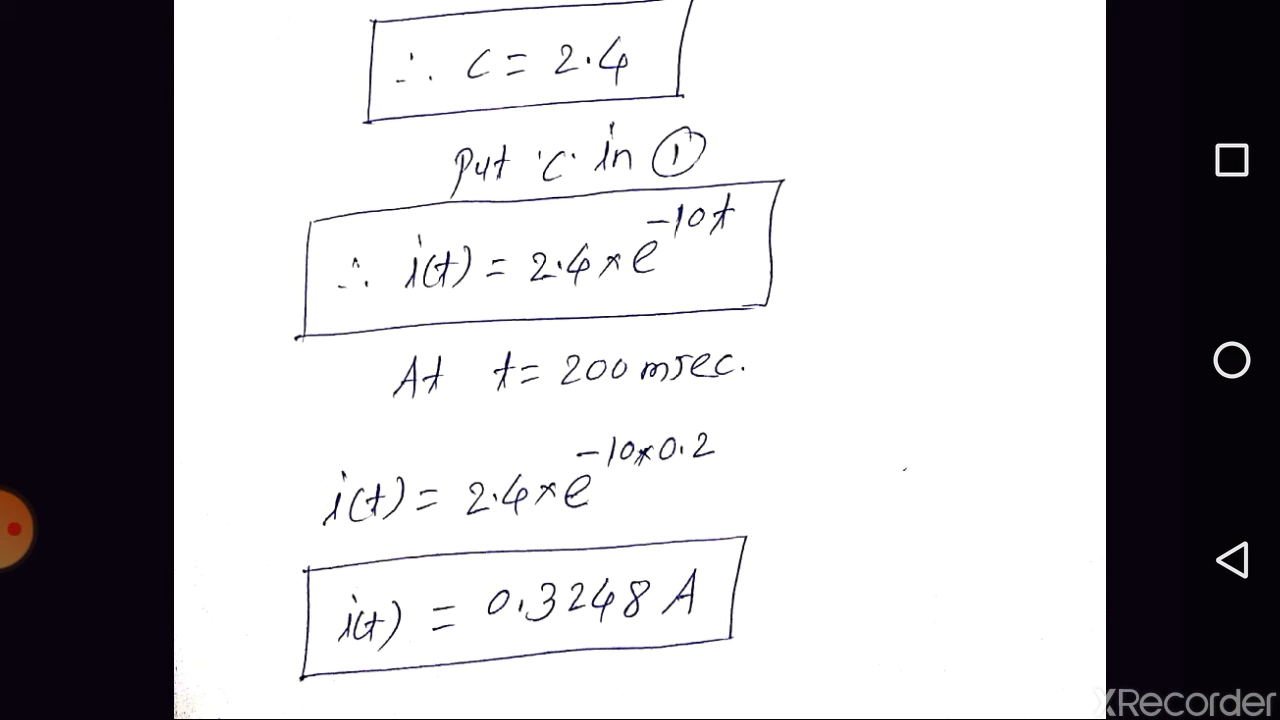 ∴ C = 2.4
Put 'C' in ①
∴ i(t) = 2.4 × e^{-10t}
At t = 200 msec.
i(t) = 2.4 × e^{-10×0.2}
i(t) = 0.3248 A
XRecorder